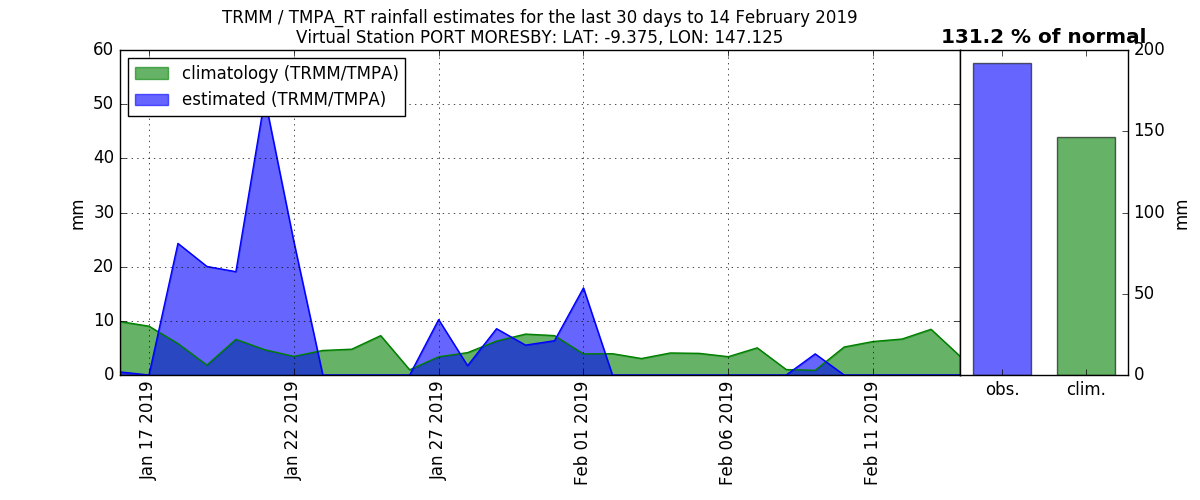 TRMM / TMPA_RT rainfall estimates for the last 30 days to 14 February 2019
Virtual Station PORT MORESBY: LAT: -9.375, LON: 147.125
131.2 % of normal
climatology (TRMM/TMPA)
estimated (TRMM/TMPA)
60
50
40
30
20
10
0
mm
Jan 17 2019
Jan 22 2019
Jan 27 2019
Feb 01 2019
Feb 06 2019
Feb 11 2019
obs.
clim.
200
150
100
50
0
mm